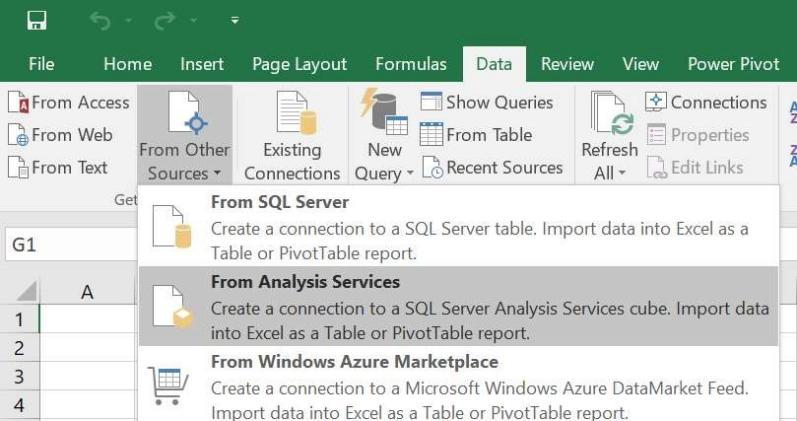 File Home Insert Page Layout Formulas Data Review View Power Pivot
From Access
From Web
From Text
From Other
Sources
Existing
Connections
New
Query
Show Queries
From Table
Recent Sources
Refresh
All
Connections
Properties
Edit Links
Get
G1
From SQL Server
Create a connection to a SQL Server table. Import data into Excel as a
Table or PivotTable report.
From Analysis Services
Create a connection to a SQL Server Analysis Services cube. Import data
into Excel as a Table or PivotTable report.
From Windows Azure Marketplace
Create a connection to a Microsoft Windows Azure DataMarket Feed.
Import data into Excel as a Table or PivotTable report.
A
1
2
3
4